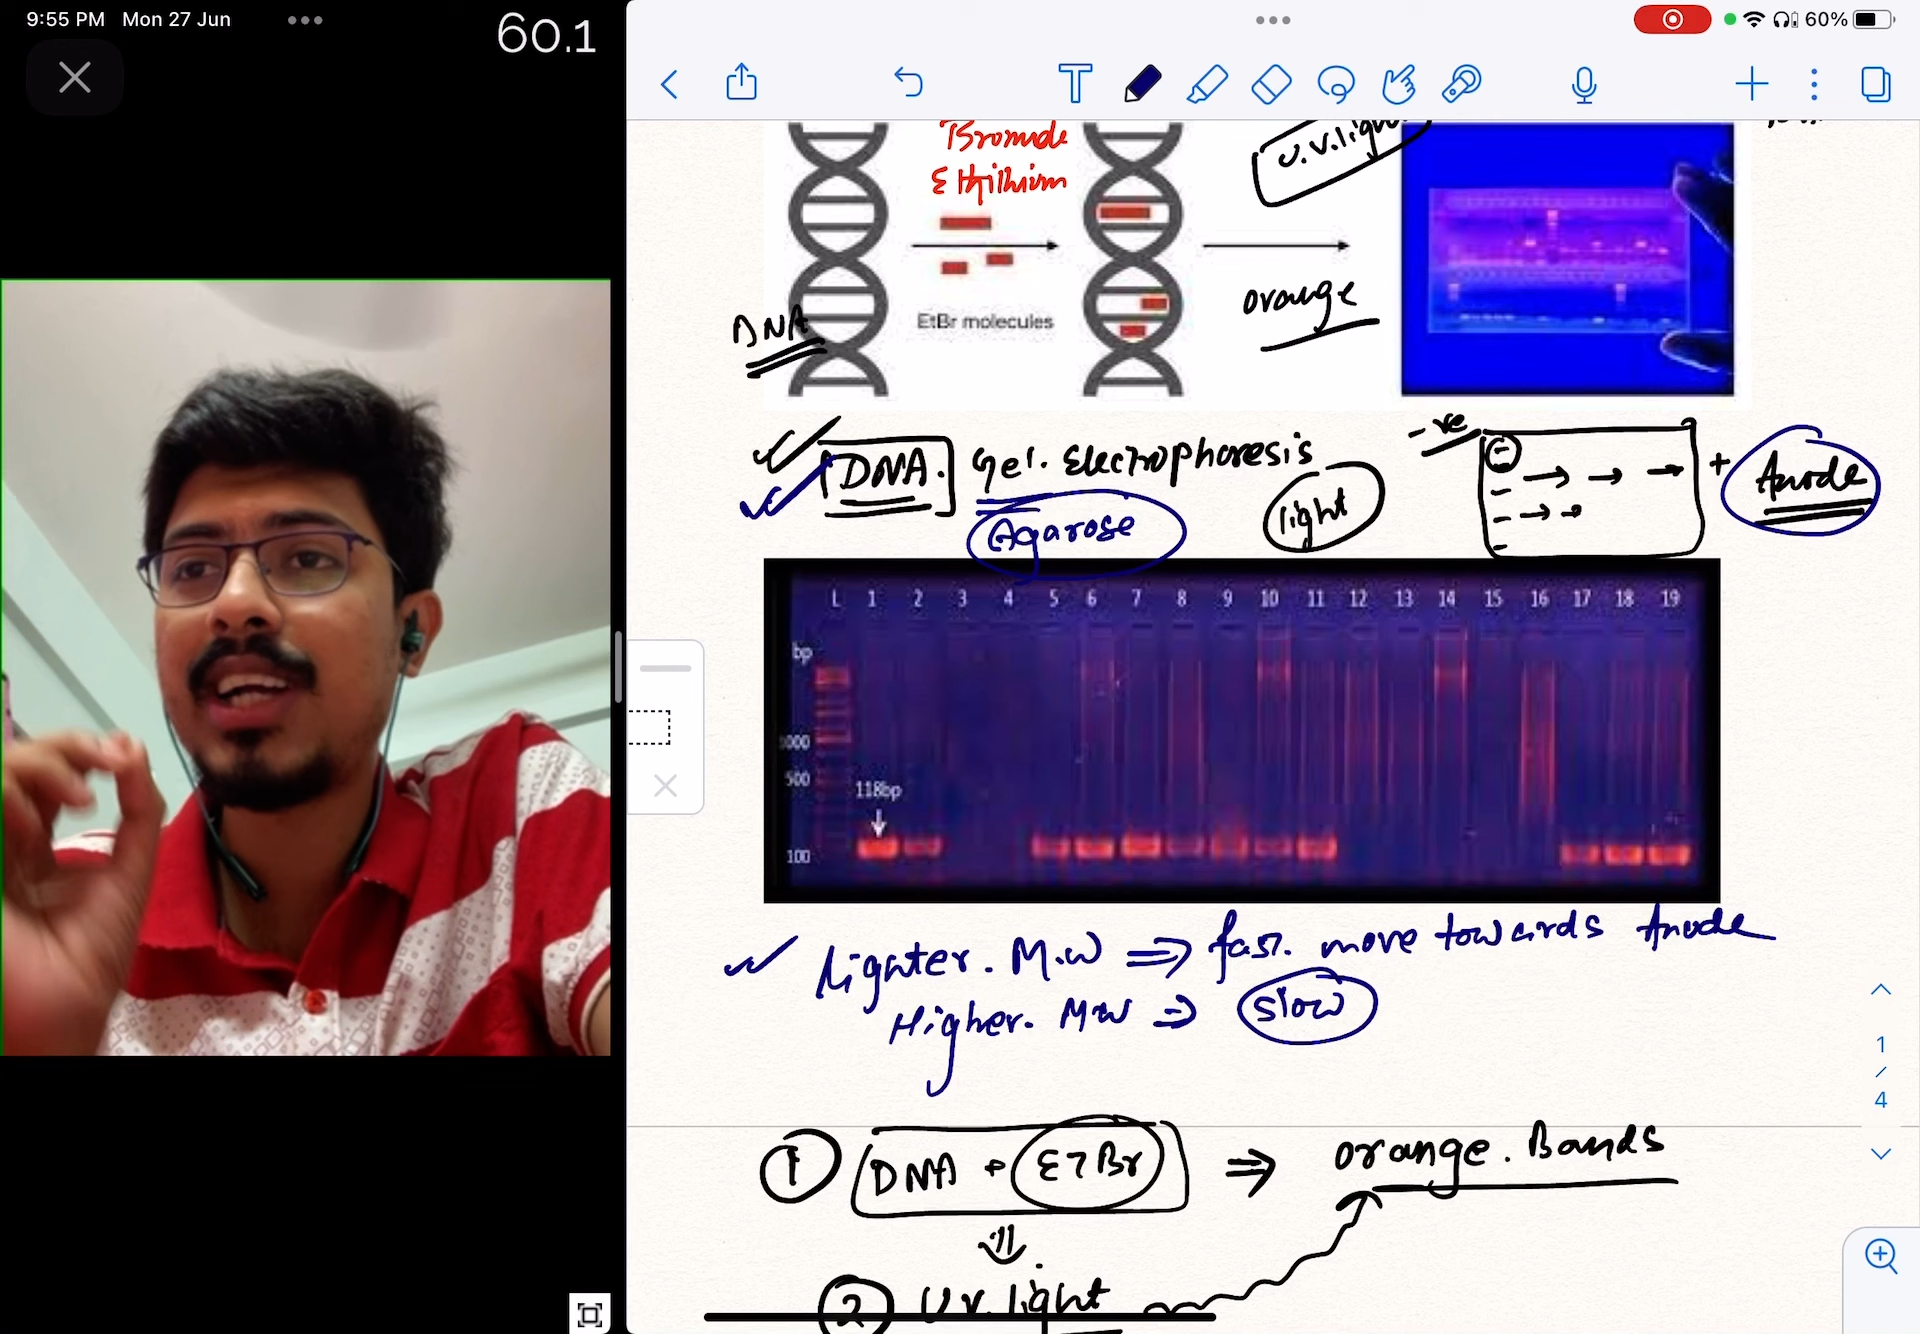 9:55 PM Mon 27 Jun
60.1
60%
T
Bromide
Ethithium
U.V.light
DNA
EtBr molecules
orange
-ve
DNA. Gel. Electrophoresis
+ Anode
Agarose
light
L 1 2 3 4 5 6 7 8 9 10 11 12 13 14 15 16 17 18 19
bp
1000
500
118bp
100
Lighter. M.W ⇒ fast. move towards Anode
Higher. MW ⇒ slow
1
/
4
① DNA + ETBr ⇒ orange. Bands
② U.V. light